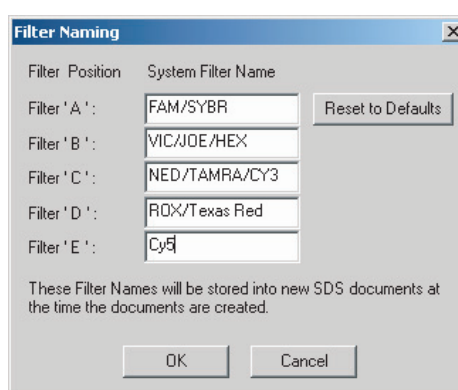 Filter Naming
Filter Position System Filter Name
Filter ' A ' : FAM/SYBR Reset to Defaults
Filter ' B ' : VIC/JOE/HEX
Filter ' C ' : NED/TAMRA/CY3
Filter ' D ' : ROX/Texas Red
Filter ' E ' : Cy5
These Filter Names will be stored into new SDS documents at
the time the documents are created.
OK Cancel